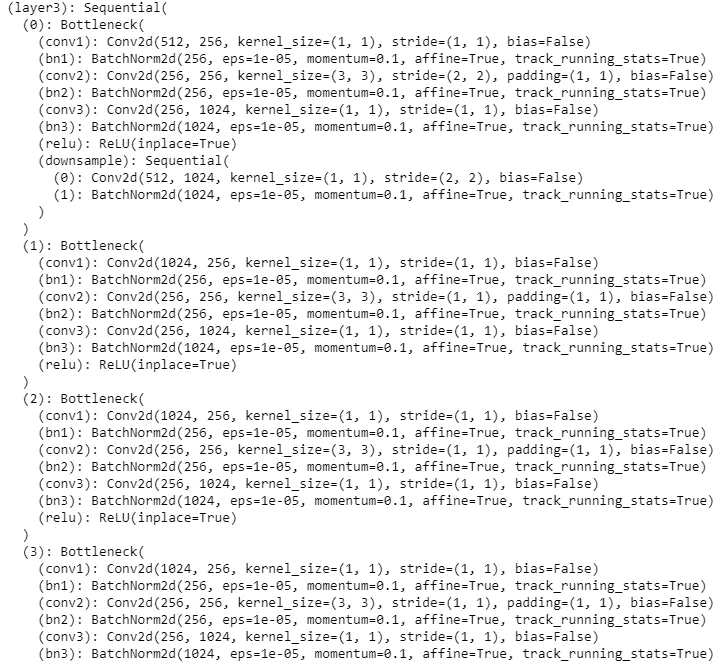 (layer3): Sequential(
(0): Bottleneck(
(conv1): Conv2d(512, 256, kernel_size=(1, 1), stride=(1, 1), bias=False)
(bn1): BatchNorm2d(256, eps=1e-05, momentum=0.1, affine=True, track_running_stats=True)
(conv2): Conv2d(256, 256, kernel_size=(3, 3), stride=(2, 2), padding=(1, 1), bias=False)
(bn2): BatchNorm2d(256, eps=1e-05, momentum=0.1, affine=True, track_running_stats=True)
(conv3): Conv2d(256, 1024, kernel_size=(1, 1), stride=(1, 1), bias=False)
(bn3): BatchNorm2d(1024, eps=1e-05, momentum=0.1, affine=True, track_running_stats=True)
(relu): ReLU(inplace=True)
(downsample): Sequential(
(0): Conv2d(512, 1024, kernel_size=(1, 1), stride=(2, 2), bias=False)
(1): BatchNorm2d(1024, eps=1e-05, momentum=0.1, affine=True, track_running_stats=True)
)
)
(1): Bottleneck(
(conv1): Conv2d(1024, 256, kernel_size=(1, 1), stride=(1, 1), bias=False)
(bn1): BatchNorm2d(256, eps=1e-05, momentum=0.1, affine=True, track_running_stats=True)
(conv2): Conv2d(256, 256, kernel_size=(3, 3), stride=(1, 1), padding=(1, 1), bias=False)
(bn2): BatchNorm2d(256, eps=1e-05, momentum=0.1, affine=True, track_running_stats=True)
(conv3): Conv2d(256, 1024, kernel_size=(1, 1), stride=(1, 1), bias=False)
(bn3): BatchNorm2d(1024, eps=1e-05, momentum=0.1, affine=True, track_running_stats=True)
(relu): ReLU(inplace=True)
)
(2): Bottleneck(
(conv1): Conv2d(1024, 256, kernel_size=(1, 1), stride=(1, 1), bias=False)
(bn1): BatchNorm2d(256, eps=1e-05, momentum=0.1, affine=True, track_running_stats=True)
(conv2): Conv2d(256, 256, kernel_size=(3, 3), stride=(1, 1), padding=(1, 1), bias=False)
(bn2): BatchNorm2d(256, eps=1e-05, momentum=0.1, affine=True, track_running_stats=True)
(conv3): Conv2d(256, 1024, kernel_size=(1, 1), stride=(1, 1), bias=False)
(bn3): BatchNorm2d(1024, eps=1e-05, momentum=0.1, affine=True, track_running_stats=True)
(relu): ReLU(inplace=True)
)
(3): Bottleneck(
(conv1): Conv2d(1024, 256, kernel_size=(1, 1), stride=(1, 1), bias=False)
(bn1): BatchNorm2d(256, eps=1e-05, momentum=0.1, affine=True, track_running_stats=True)
(conv2): Conv2d(256, 256, kernel_size=(3, 3), stride=(1, 1), padding=(1, 1), bias=False)
(bn2): BatchNorm2d(256, eps=1e-05, momentum=0.1, affine=True, track_running_stats=True)
(conv3): Conv2d(256, 1024, kernel_size=(1, 1), stride=(1, 1), bias=False)
(bn3): BatchNorm2d(1024, eps=1e-05, momentum=0.1, affine=True, track_running_stats=True)